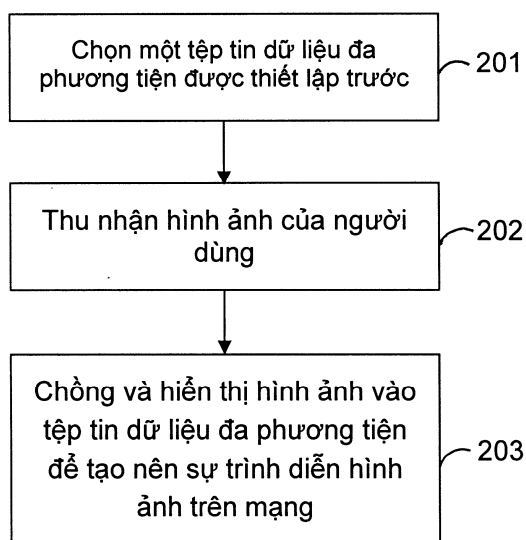 Chọn một tệp tin dữ liệu đa
phương tiện được thiết lập trước
201
Thu nhận hình ảnh của người
dùng
202
Chồng và hiển thị hình ảnh vào
tệp tin dữ liệu đa phương tiện
để tạo nên sự trình diễn hình
ảnh trên mạng
203